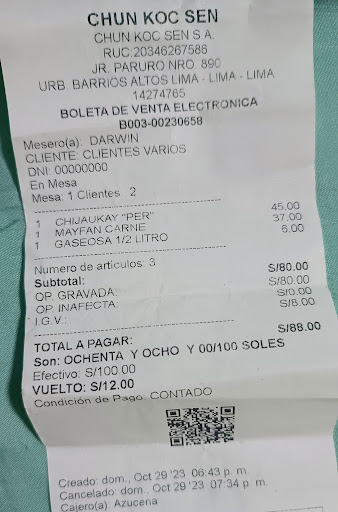 CHUN KOC SEN
CHUN KOC SEN S.A.
RUC:20346267586
JR. PARURO NRO. 890
URB. BARRIOS ALTOS LIMA - LIMA - LIMA
14274765
BOLETA DE VENTA ELECTRONICA
B003-00230658
Mesero(a): DARWIN
CLIENTE: CLIENTES VARIOS
DNI: 00000000
En Mesa
Mesa: 1 Clientes 2
1 CHIJAUKAY "PER" 45.00
1 MAYFAN CARNE 37.00
1 GASEOSA 1/2 LITRO 6.00
Numero de articulos: 3
Subtotal: S/80.00
OP. GRAVADA: S/80.00
OP. INAFECTA: S/0.00
I.G.V.: S/8.00
TOTAL A PAGAR: S/88.00
Son: OCHENTA Y OCHO Y 00/100 SOLES
Efectivo: S/100.00
VUELTO: S/12.00
Condición de Pago: CONTADO
Creado: dom., Oct 29 '23 06:43 p. m.
Cancelado: dom., Oct 29 '23 07:34 p. m.
Cajero(a): Azucena